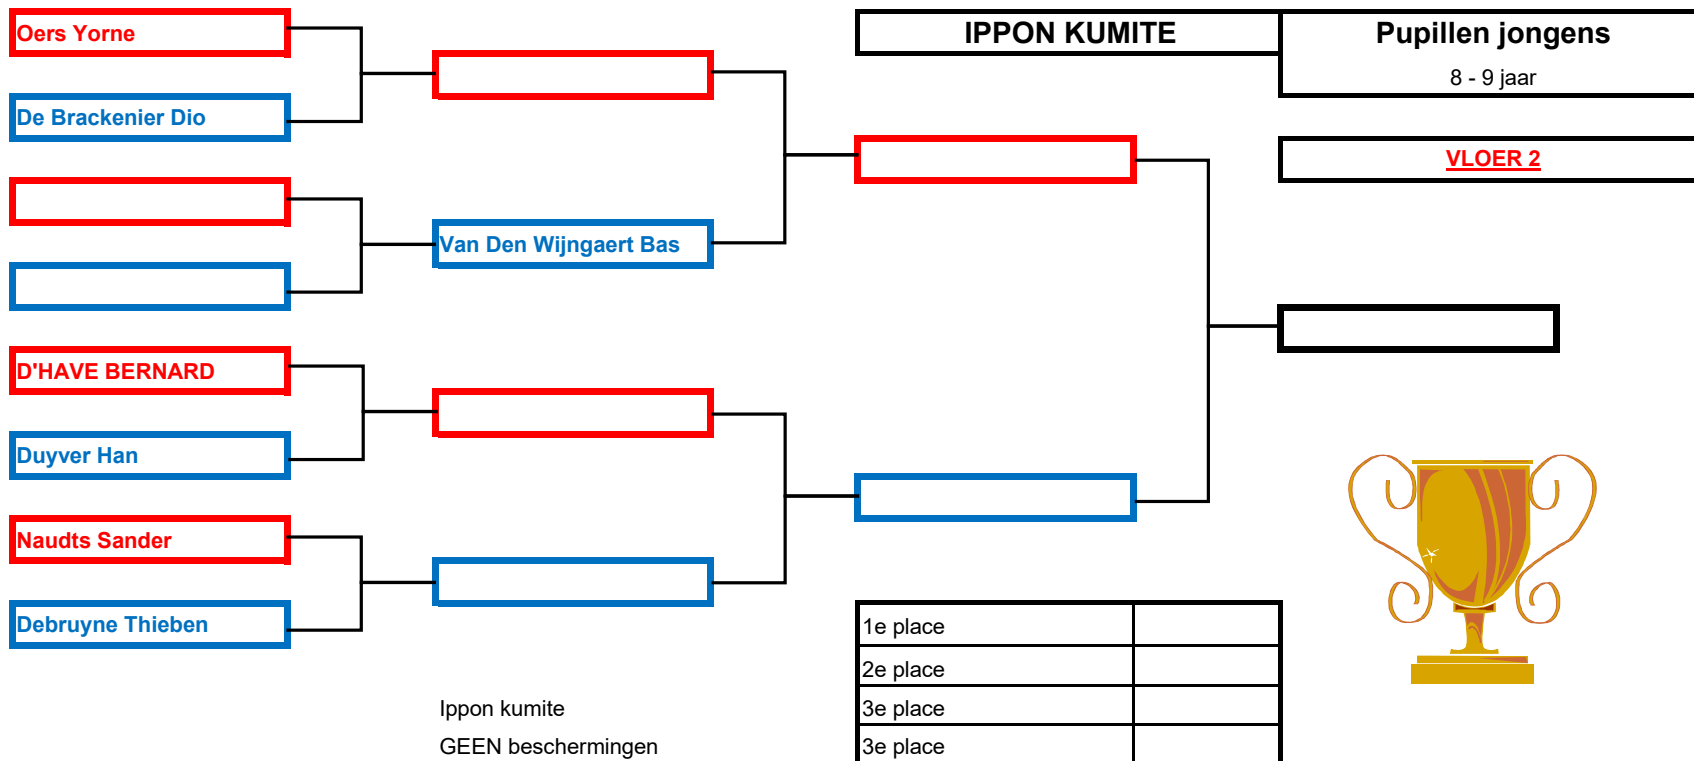 Oers Yorne
IPPON KUMITE
Pupillen jongens
8 - 9 jaar
De Brackenier Dio
VLOER 2
Van Den Wijngaert Bas
D'HAVE BERNARD
Duyver Han
Naudts Sander
Debruyne Thieben
1e place
2e place
Ippon kumite
3e place
GEEN beschermingen
3e place